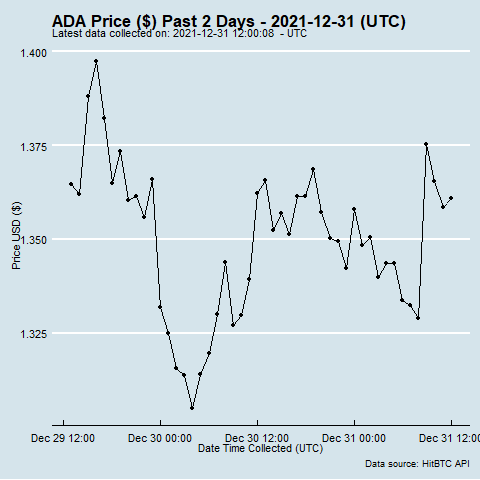 ADA Price ($) Past 2 Days - 2021-12-31 (UTC)
Latest data collected on: 2021-12-31 12:00:08  - UTC
1.400
1.375
1.350
1.325
Price USD ($)
Dec 29 12:00 Dec 30 00:00 Dec 30 12:00 Dec 31 00:00 Dec 31 12:00
Date Time Collected (UTC)
Data source: HitBTC API